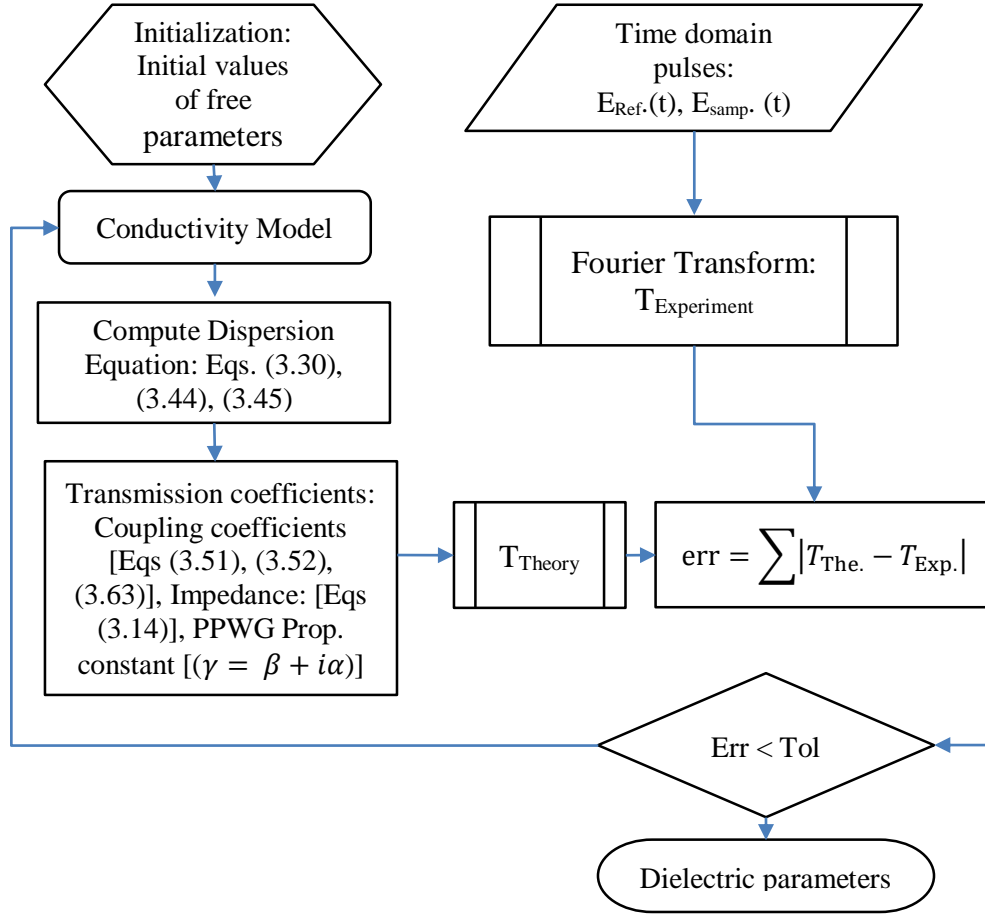 Initialization:
Initial values
of free
parameters
Time domain
pulses:
E_Ref.(t), E_samp. (t)
Conductivity Model
Fourier Transform:
T_Experiment
Compute Dispersion
Equation: Eqs. (3.30),
(3.44), (3.45)
Transmission coefficients:
Coupling coefficients
[Eqs (3.51), (3.52),
(3.63)], Impedance: [Eqs
(3.14)], PPWG Prop.
constant [(γ = β + iα)]
T_Theory
err = ∑|T_The. − T_Exp.|
Err < Tol
Dielectric parameters